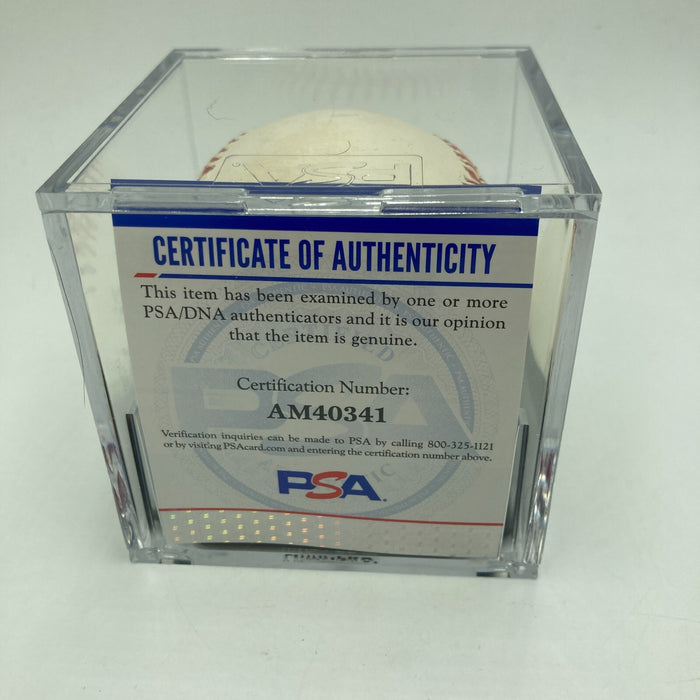 PSA
CERTIFICATE OF AUTHENTICITY
This item has been examined by one or more
PSA/DNA authenticators and it is our opinion
that the item is genuine.
Certification Number:
AM40341
Verification inquiries can be made to PSA by calling 800-325-1121
or by visiting PSAcard.com and entering the certification number above.
PSA